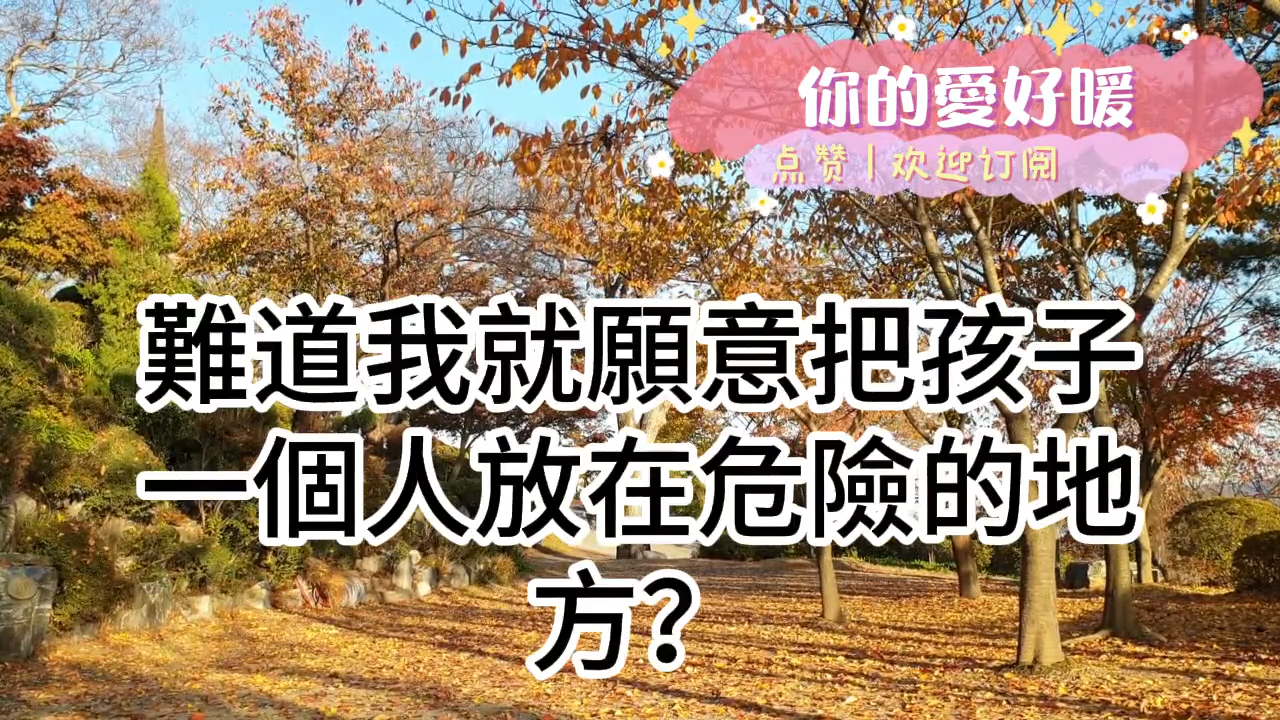 你的愛好暖
点赞 | 欢迎订阅
難道我就願意把孩子
一個人放在危險的地
方?